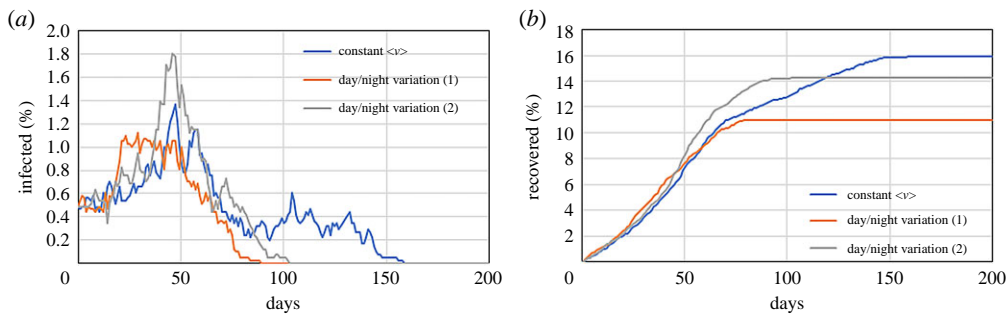 (a)
2.0
1.8
1.6
1.4
1.2
1.0
0.8
0.6
0.4
0.2
0
50
100
150
200
infected (%)
days
constant <v>
day/night variation (1)
day/night variation (2)
(b)
18
16
14
12
10
8
6
4
2
0
50
100
150
200
recovered (%)
days
constant <v>
day/night variation (1)
day/night variation (2)